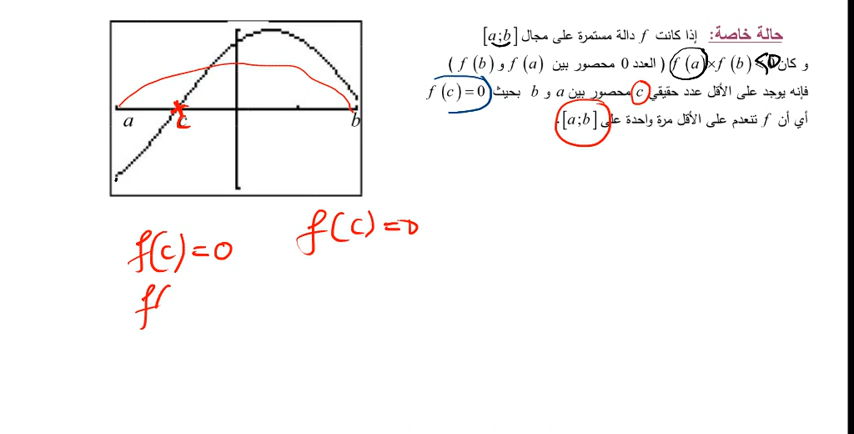 حالة خاصة: إذا كانت f دالة مستمرة على مجال [a;b]
و كان f(a)×f(b)<0 ( العدد 0 محصور بين f(a) و f(b) )
فإنه يوجد على الأقل عدد حقيقي c محصور بين a و b بحيث f(c)=0
أي أن f تنعدم على الأقل مرة واحدة على [a;b].
a c b
f(c)=0 f(c)=0
f(